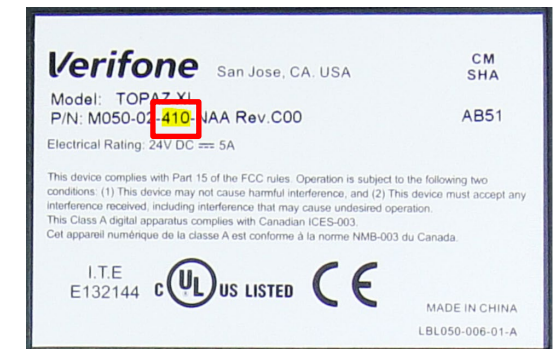 Verifone San Jose, CA. USA
CM
SHA
Model: TOPAZ XL
P/N: M050-02-410-NAA Rev.C00
AB51
Electrical Rating: 24V DC ⎓ 5A
This device complies with Part 15 of the FCC rules. Operation is subject to the following two
conditions: (1) This device may not cause harmful interference, and (2) This device must accept any
interference received, including interference that may cause undesired operation.
This Class A digital apparatus complies with Canadian ICES-003.
Cet appareil numérique de la classe A est conforme à la norme NMB-003 du Canada.
I.T.E
E132144
C UL US LISTED CE
MADE IN CHINA
LBL050-006-01-A